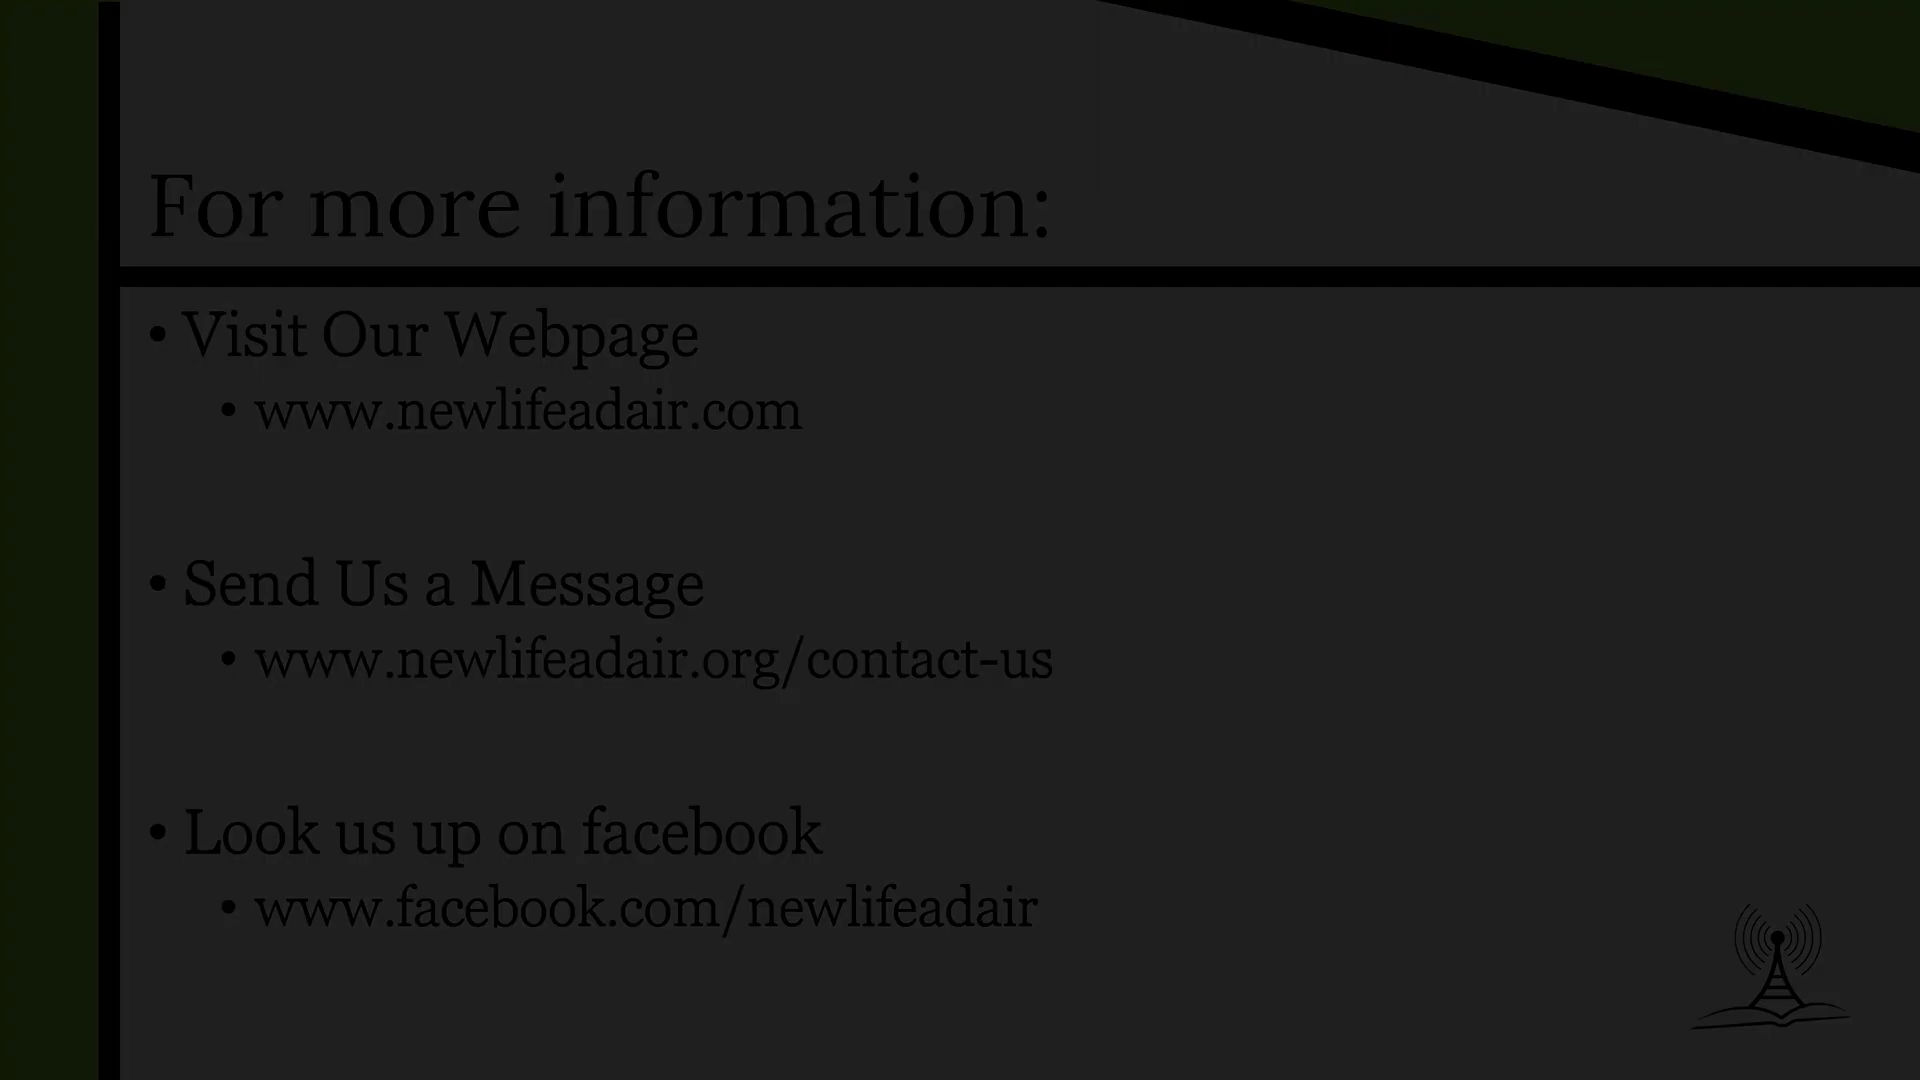 For more information:
• Visit Our Webpage
• www.newlifeadair.com
• Send Us a Message
• www.newlifeadair.org/contact-us
• Look us up on facebook
• www.facebook.com/newlifeadair